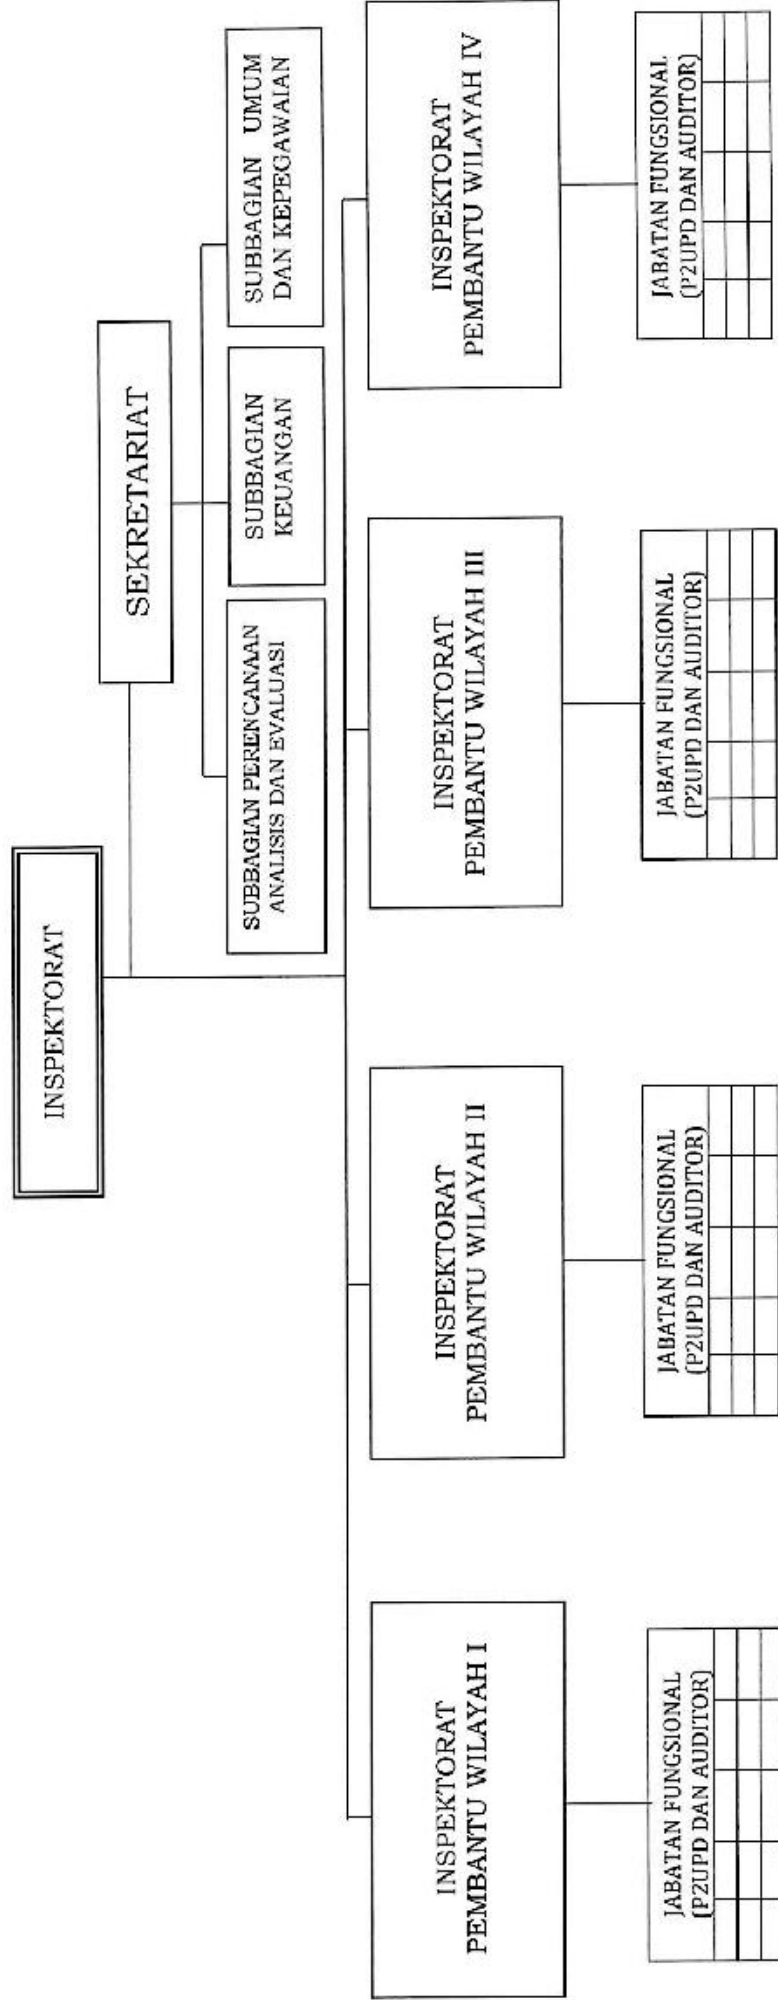 INSPEKTORAT
SEKRETARIAT
SUBBAGIAN PERENCANAAN
ANALISIS DAN EVALUASI
SUBBAGIAN
KEUANGAN
SUBBAGIAN UMUM
DAN KEPEGAWAIAN
INSPEKTORAT
PEMBANTU WILAYAH I
INSPEKTORAT
PEMBANTU WILAYAH II
INSPEKTORAT
PEMBANTU WILAYAH III
INSPEKTORAT
PEMBANTU WILAYAH IV
JABATAN FUNGSIONAL
(P2UPD DAN AUDITOR)
JABATAN FUNGSIONAL
(P2UPD DAN AUDITOR)
JABATAN FUNGSIONAL
(P2UPD DAN AUDITOR)
JABATAN FUNGSIONAL
(P2UPD DAN AUDITOR)